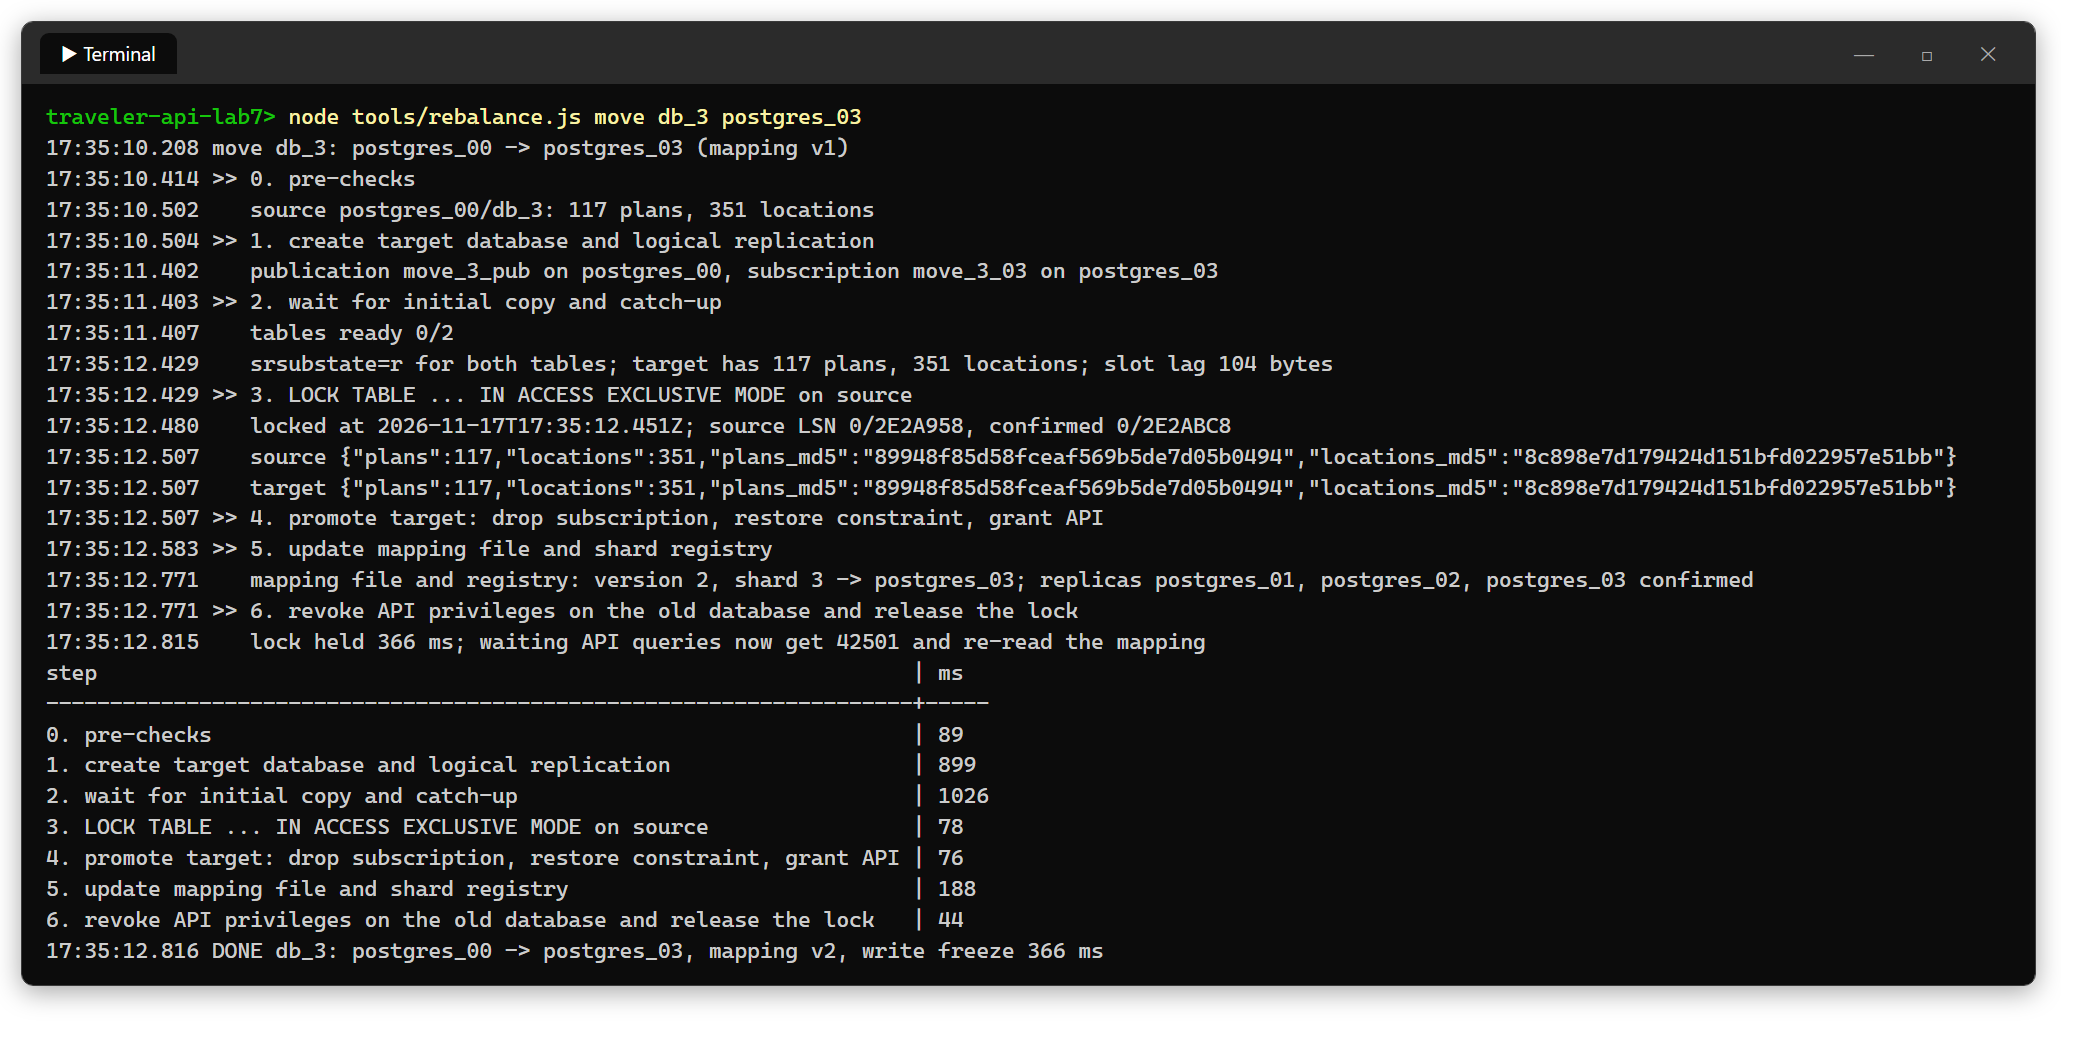 ▶ Terminal
traveler-api-lab7> node tools/rebalance.js move db_3 postgres_03
17:35:10.208 move db_3: postgres_00 -> postgres_03 (mapping v1)
17:35:10.414 >> 0. pre-checks
17:35:10.502    source postgres_00/db_3: 117 plans, 351 locations
17:35:10.504 >> 1. create target database and logical replication
17:35:11.402    publication move_3_pub on postgres_00, subscription move_3_03 on postgres_03
17:35:11.403 >> 2. wait for initial copy and catch-up
17:35:11.407    tables ready 0/2
17:35:12.429    srsubstate=r for both tables; target has 117 plans, 351 locations; slot lag 104 bytes
17:35:12.429 >> 3. LOCK TABLE ... IN ACCESS EXCLUSIVE MODE on source
17:35:12.480    locked at 2026-11-17T17:35:12.451Z; source LSN 0/2E2A958, confirmed 0/2E2ABC8
17:35:12.507    source {"plans":117,"locations":351,"plans_md5":"89948f85d58fceaf569b5de7d05b0494","locations_md5":"8c898e7d179424d151bfd022957e51bb"}
17:35:12.507    target {"plans":117,"locations":351,"plans_md5":"89948f85d58fceaf569b5de7d05b0494","locations_md5":"8c898e7d179424d151bfd022957e51bb"}
17:35:12.507 >> 4. promote target: drop subscription, restore constraint, grant API
17:35:12.583 >> 5. update mapping file and shard registry
17:35:12.771    mapping file and registry: version 2, shard 3 -> postgres_03; replicas postgres_01, postgres_02, postgres_03 confirmed
17:35:12.771 >> 6. revoke API privileges on the old database and release the lock
17:35:12.815    lock held 366 ms; waiting API queries now get 42501 and re-read the mapping
step                                                                | ms
--------------------------------------------------------------------+-----
0. pre-checks                                                       | 89
1. create target database and logical replication                   | 899
2. wait for initial copy and catch-up                               | 1026
3. LOCK TABLE ... IN ACCESS EXCLUSIVE MODE on source                | 78
4. promote target: drop subscription, restore constraint, grant API | 76
5. update mapping file and shard registry                           | 188
6. revoke API privileges on the old database and release the lock   | 44
17:35:12.816 DONE db_3: postgres_00 -> postgres_03, mapping v2, write freeze 366 ms